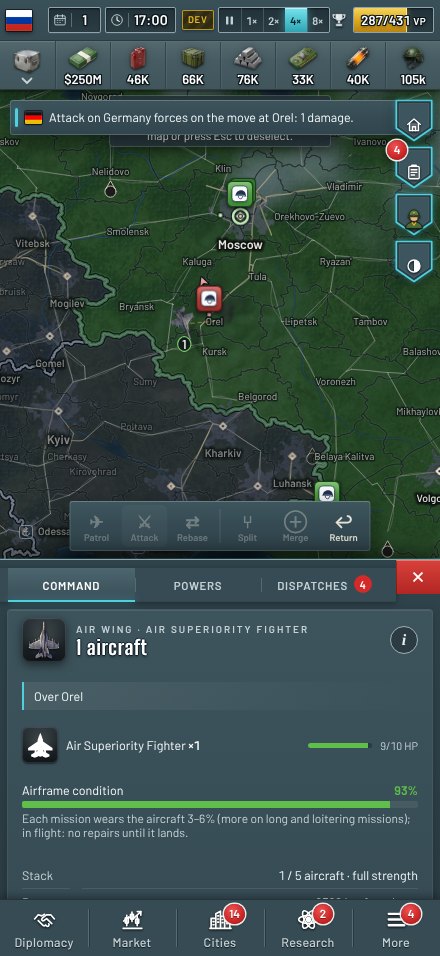 1
17:00
DEV
1×
2×
4×
8×
287/431 VP
$250M
46K
66K
76K
33K
40K
105k
Novgorod
Attack on Germany forces on the move at Orel: 1 damage.
map or press Esc to deselect.
Ivanovo
4
Nelidovo
Klin
Vladimir
Vitebsk
Smolensk
Orekhovo-Zuevo
Moscow
Kaluga
Ryazan
Tula
Mogilev
Bryansk
Orel
Lipetsk
Tambov
1
Kursk
Balashov
Gomel
Sumy
Voronezh
Belgorod
Poltava
Mikhaylovk
Kyiv
Kharkiv
Cherkasy
Belaya Kalitva
Kirovohrad
Luhansk
Volgo
Odessa
Patrol
Attack
Rebase
Split
Merge
Return
COMMAND
POWERS
DISPATCHES
4
AIR WING · AIR SUPERIORITY FIGHTER
1 aircraft
i
Over Orel
Air Superiority Fighter ×1
9/10 HP
Airframe condition
93%
Each mission wears the aircraft 3–6% (more on long and loitering missions);
in flight: no repairs until it lands.
Stack
1 / 5 aircraft · full strength
14
2
4
Diplomacy
Market
Cities
Research
More